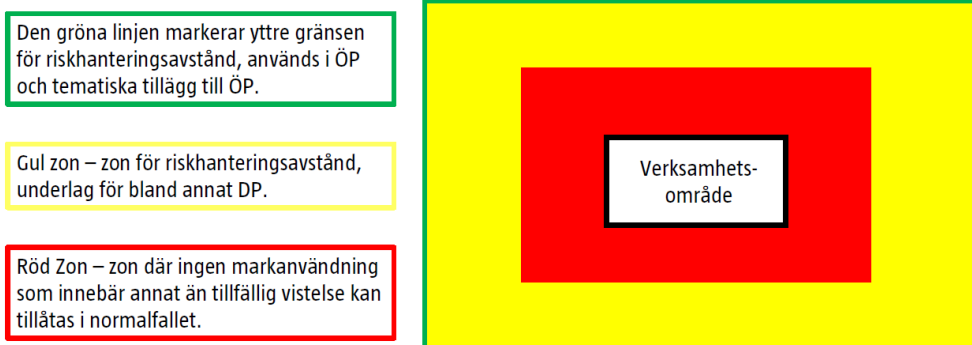 Den gröna linjen markerar yttre gränsen
för riskhanteringsavstånd, används i ÖP
och tematiska tillägg till ÖP.
Gul zon – zon för riskhanteringsavstånd,
underlag för bland annat DP.
Röd Zon – zon där ingen markanvändning
som innebär annat än tillfällig vistelse kan
tillåtas i normalfallet.
Verksamhets-
område